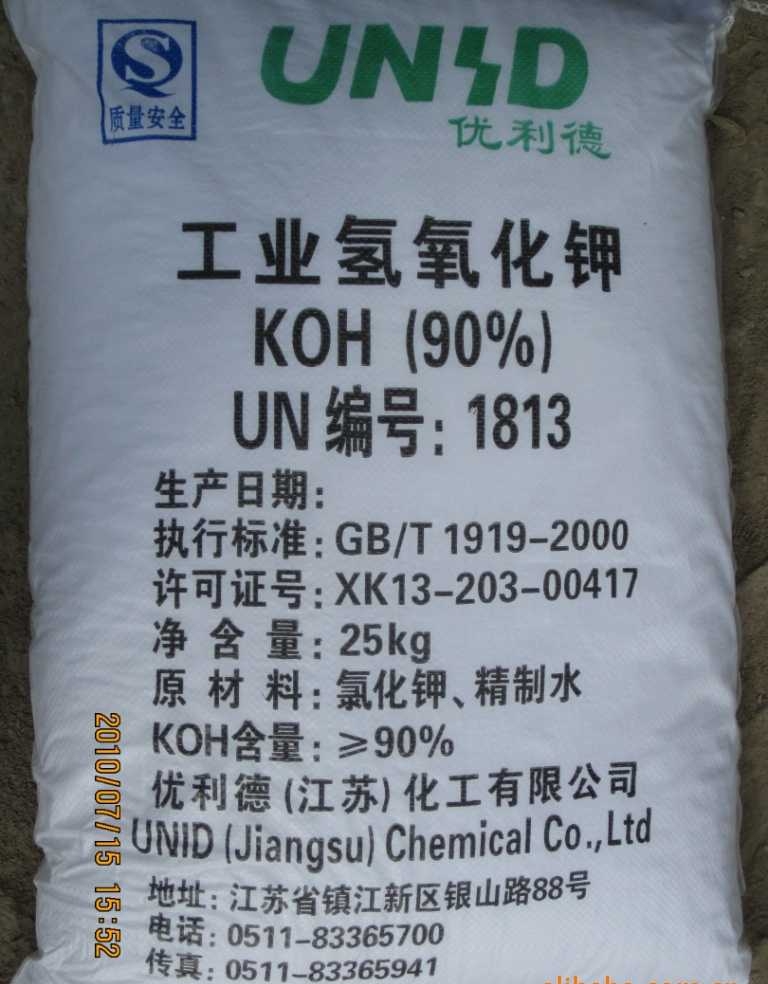 UNID
优利德
质量安全
工业氢氧化钾
KOH (90%)
UN编号: 1813
生产日期:
执行标准: GB/T 1919-2000
许可证号: XK13-203-00417
净含量: 25kg
原材料: 氯化钾、精制水
KOH含量: ≥90%
优利德(江苏)化工有限公司
UNID (Jiangsu) Chemical Co.,Ltd
地址: 江苏省镇江新区银山路88号
电话: 0511-83365700
传真: 0511-83365941
2010/07/15 15:52